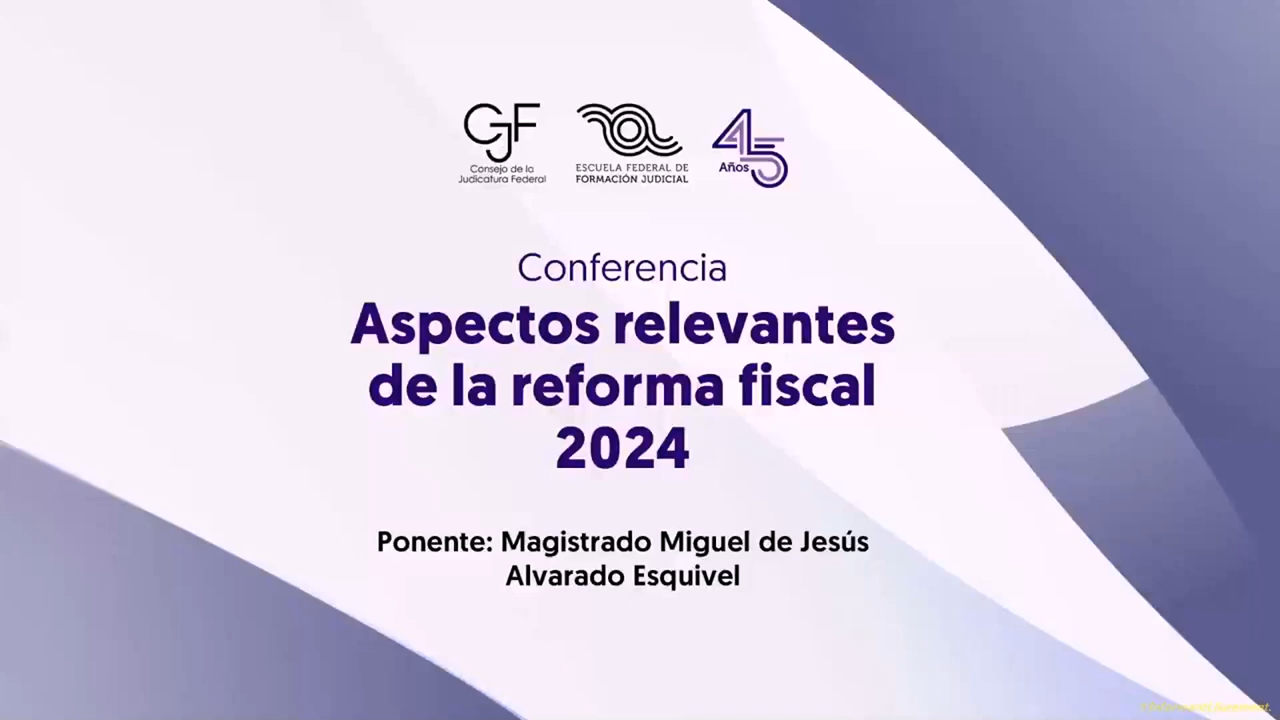 CJF
Consejo de la
Judicatura Federal
ESCUELA FEDERAL DE
FORMACIÓN JUDICIAL
45
Años
Conferencia
Aspectos relevantes
de la reforma fiscal
2024
Ponente: Magistrado Miguel de Jesús
Alvarado Esquivel